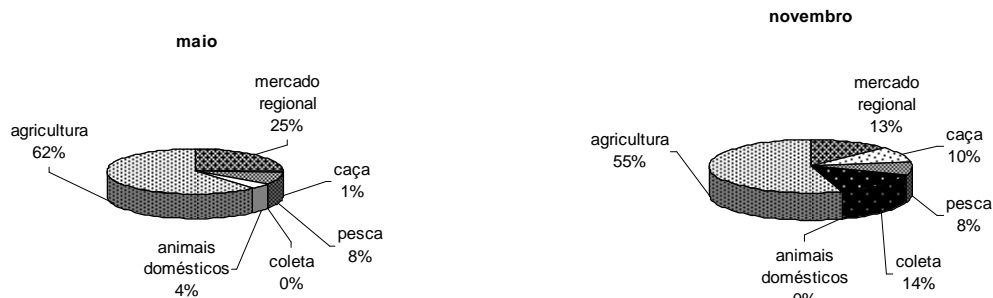 maio
mercado
regional
25%
agricultura
62%
caça
1%
pesca
8%
coleta
0%
animais
domésticos
4%
novembro
mercado
regional
13%
agricultura
55%
caça
10%
pesca
8%
coleta
14%
animais
domésticos
0%